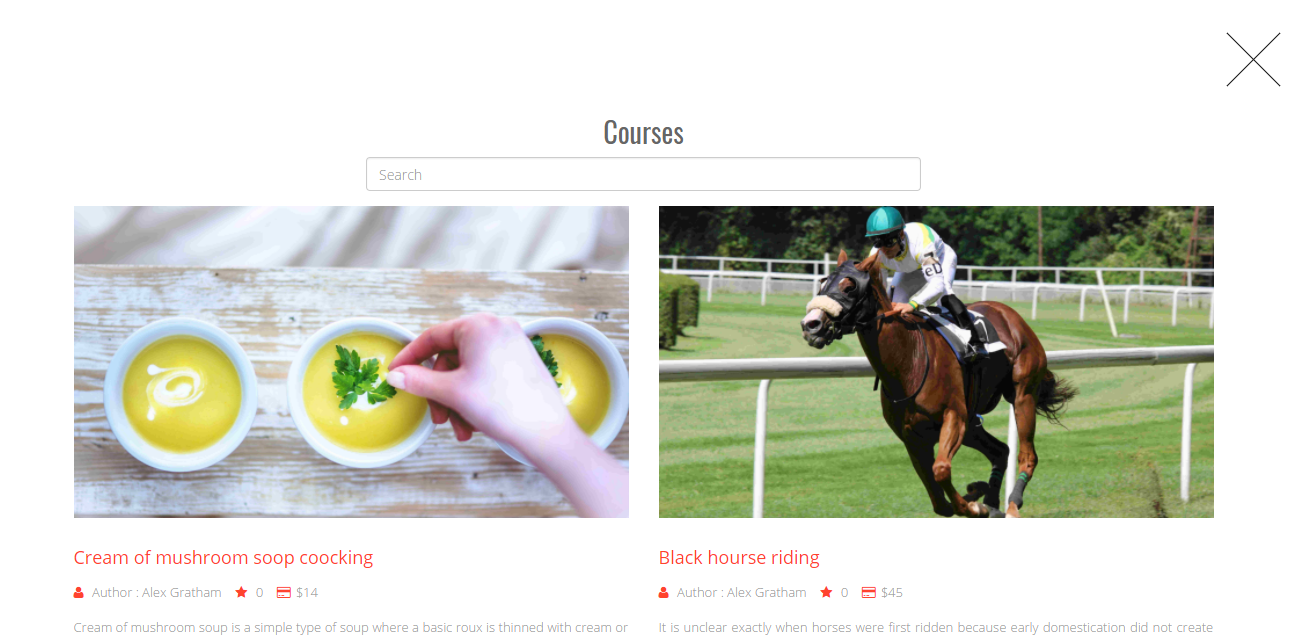 Courses
Search
Cream of mushroom soop coocking
Author : Alex Gratham 0 $14
Cream of mushroom soup is a simple type of soup where a basic roux is thinned with cream or
Black hourse riding
Author : Alex Gratham 0 $45
It is unclear exactly when horses were first ridden because early domestication did not create